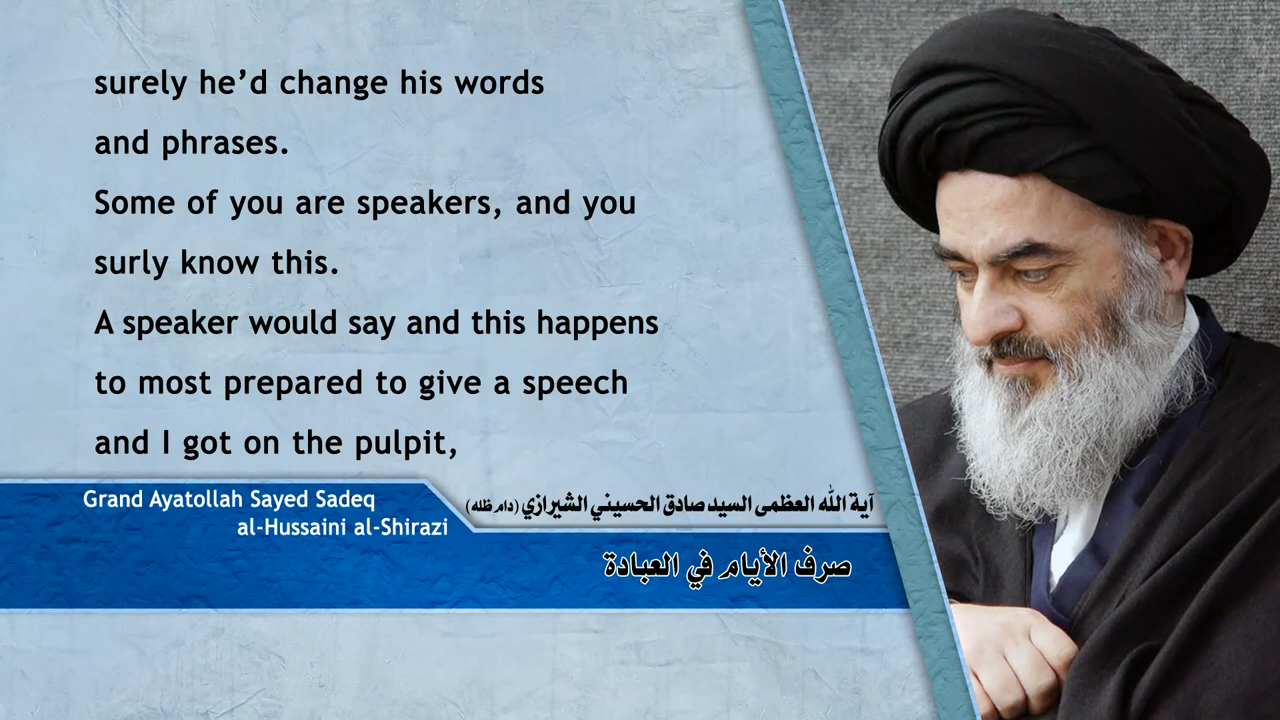 surely he’d change his words
and phrases.
Some of you are speakers, and you
surly know this.
A speaker would say and this happens
to most prepared to give a speech
and I got on the pulpit,
Grand Ayatollah Sayed Sadeq
al-Hussaini al-Shirazi
آية الله العظمى السيد صادق الحسيني الشيرازي (دام ظله)
صرف الأيام في العبادة